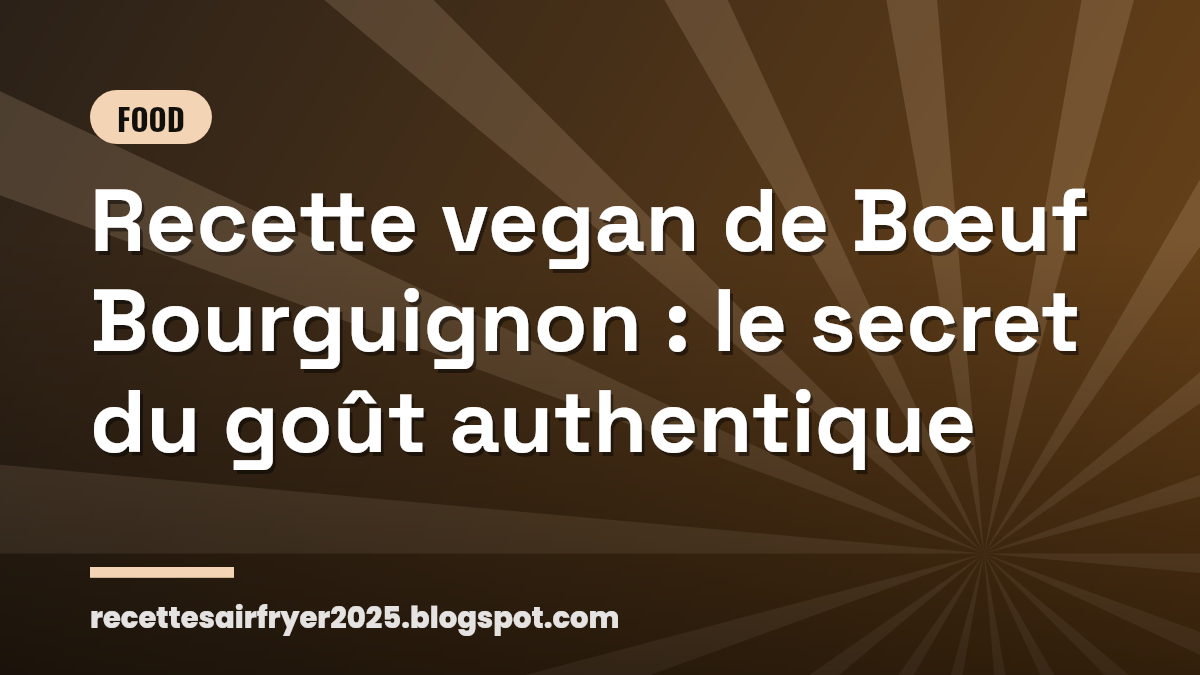 FOOD
Recette vegan de Bœuf
Bourguignon : le secret
du goût authentique
recettesairfryer2025.blogspot.com